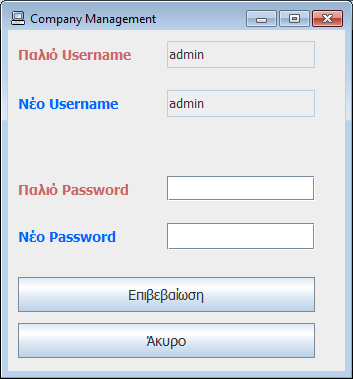 Company Management
Παλιό Username admin
Νέο Username admin
Παλιό Password
Νέο Password
Επιβεβαίωση
Άκυρο